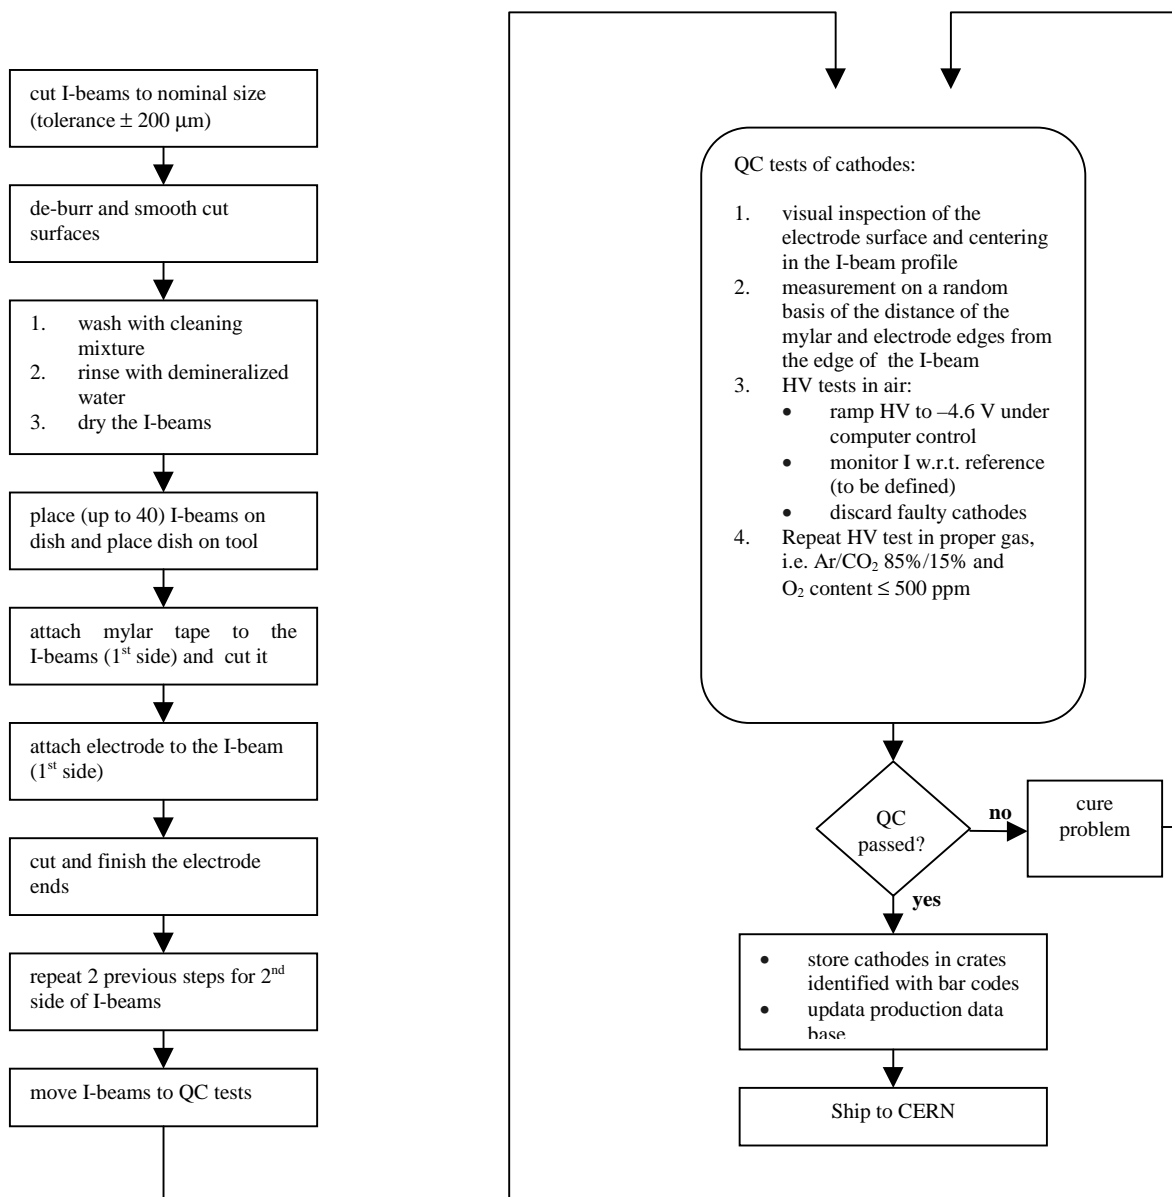 cut I-beams to nominal size
(tolerance ± 200 μm)
de-burr and smooth cut
surfaces
1. wash with cleaning
mixture
2. rinse with demineralized
water
3. dry the I-beams
place (up to 40) I-beams on
dish and place dish on tool
attach mylar tape to the
I-beams (1st side) and cut it
attach electrode to the I-beam
(1st side)
cut and finish the electrode
ends
repeat 2 previous steps for 2nd
side of I-beams
move I-beams to QC tests
QC tests of cathodes:
1. visual inspection of the
electrode surface and centering
in the I-beam profile
2. measurement on a random
basis of the distance of the
mylar and electrode edges from
the edge of the I-beam
3. HV tests in air:
• ramp HV to –4.6 V under
computer control
• monitor I w.r.t. reference
(to be defined)
• discard faulty cathodes
4. Repeat HV test in proper gas,
i.e. Ar/CO₂ 85%/15% and
O₂ content ≤ 500 ppm
QC
passed?
no
cure
problem
yes
• store cathodes in crates
identified with bar codes
• updata production data
base
Ship to CERN